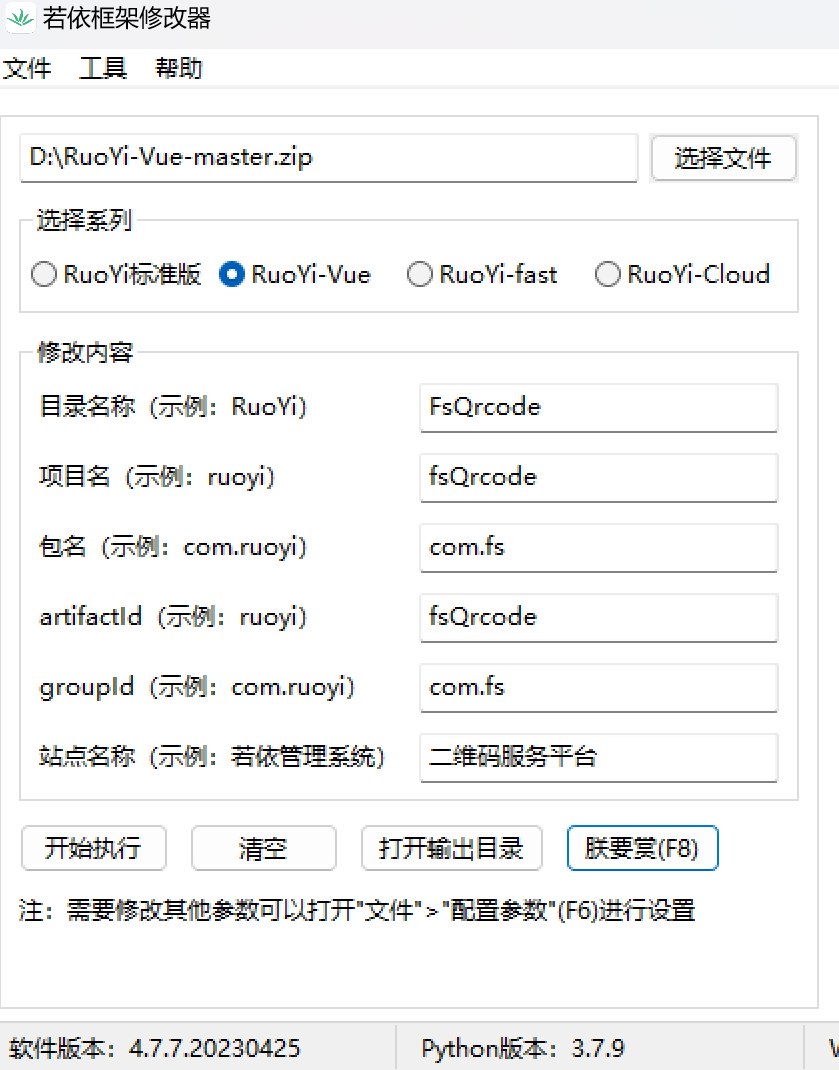 若依框架修改器
文件 工具 帮助
D:\RuoYi-Vue-master.zip 选择文件
选择系列
RuoYi标准版 RuoYi-Vue RuoYi-fast RuoYi-Cloud
修改内容
目录名称（示例：RuoYi） FsQrcode
项目名（示例：ruoyi） fsQrcode
包名（示例：com.ruoyi） com.fs
artifactId（示例：ruoyi） fsQrcode
groupId（示例：com.ruoyi） com.fs
站点名称（示例：若依管理系统） 二维码服务平台
开始执行 清空 打开输出目录 朕要赏(F8)
注：需要修改其他参数可以打开"文件">"配置参数"(F6)进行设置
软件版本：4.7.7.20230425 Python版本：3.7.9